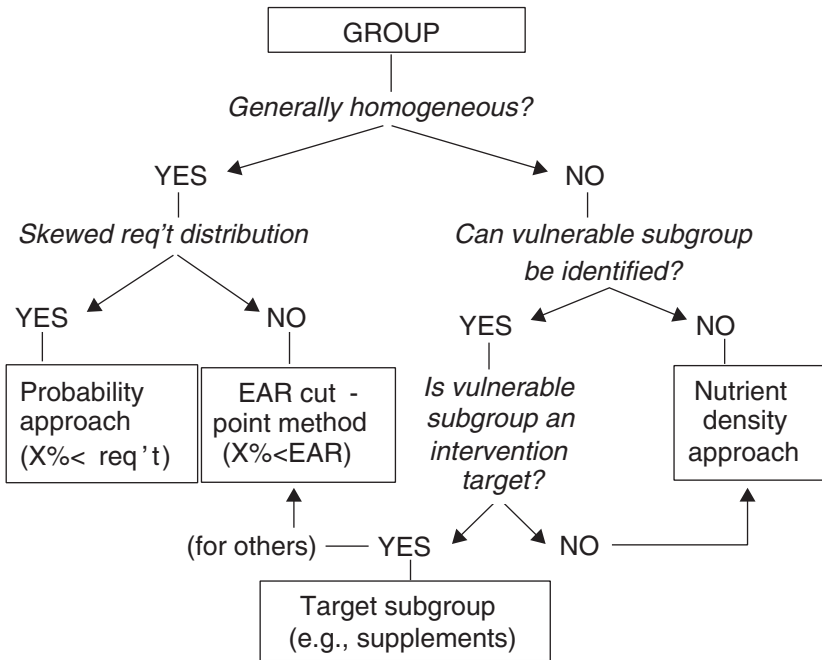 GROUP
Generally homogeneous?
YES
NO
Skewed req't distribution
Can vulnerable subgroup
be identified?
YES
NO
YES
NO
Probability
approach
(X%< req't)
EAR cut -
point method
(X%<EAR)
Is vulnerable
subgroup an
intervention
target?
Nutrient
density
approach
(for others)
YES
NO
Target subgroup
(e.g., supplements)